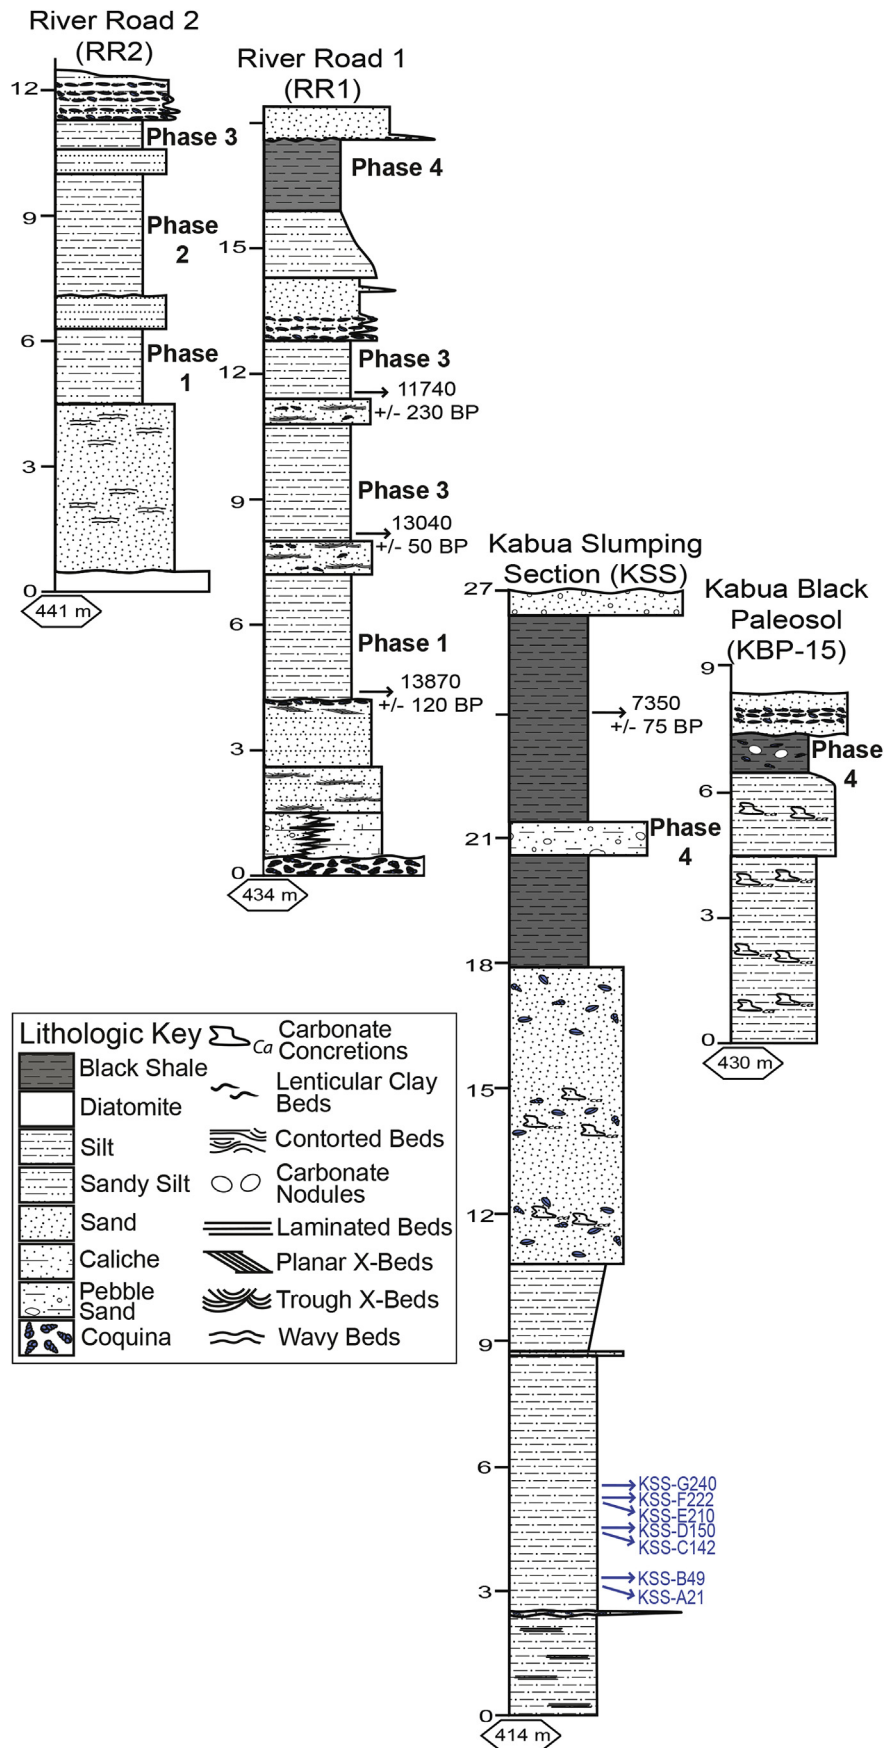 River Road 2
(RR2)
12
Phase 3
9
Phase
2
6
Phase
1
3
0
441 m
River Road 1
(RR1)
Phase 4
15
Phase 3
12
11740
+/- 230 BP
Phase 3
9
13040
+/- 50 BP
6
Phase 1
13870
+/- 120 BP
3
0
434 m
Kabua Slumping
Section (KSS)
27
7350
+/- 75 BP
21
Phase
4
18
15
12
9
6
KSS-G240
KSS-F222
KSS-E210
KSS-D150
KSS-C142
KSS-B49
KSS-A21
3
0
414 m
Kabua Black
Paleosol
(KBP-15)
9
Phase
4
6
3
0
430 m
Lithologic Key
Black Shale
Diatomite
Silt
Sandy Silt
Sand
Caliche
Pebble
Sand
Coquina
Ca
Carbonate
Concretions
Lenticular Clay
Beds
Contorted Beds
Carbonate
Nodules
Laminated Beds
Planar X-Beds
Trough X-Beds
Wavy Beds